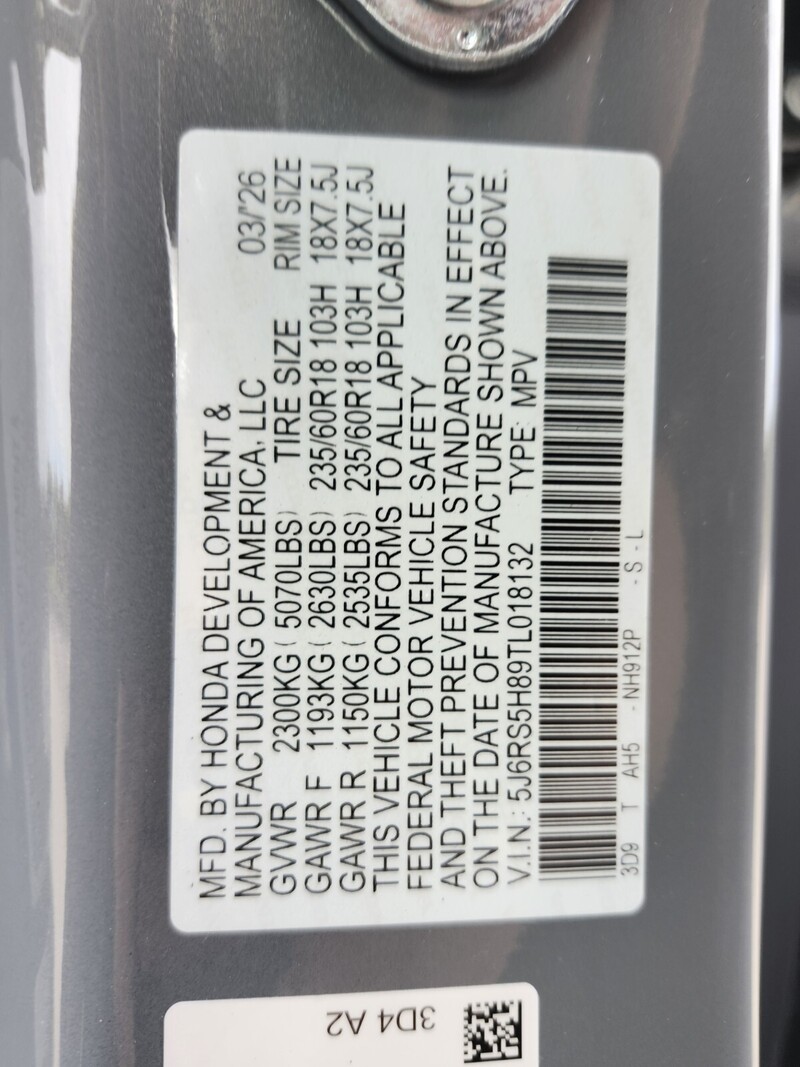 MFD. BY HONDA DEVELOPMENT &
MANUFACTURING OF AMERICA, LLC 03/'26
GVWR 2300KG ( 5070LBS) TIRE SIZE RIM SIZE
GAWR F 1193KG ( 2630LBS) 235/60R18 103H 18X7.5J
GAWR R 1150KG ( 2535LBS) 235/60R18 103H 18X7.5J
THIS VEHICLE CONFORMS TO ALL APPLICABLE
FEDERAL MOTOR VEHICLE SAFETY
AND THEFT PREVENTION STANDARDS IN EFFECT
ON THE DATE OF MANUFACTURE SHOWN ABOVE.
V.I.N.: 5J6RS5H89TL018132 TYPE: MPV
3D9 T AH5 - NH912P - S - L
3D4 A2